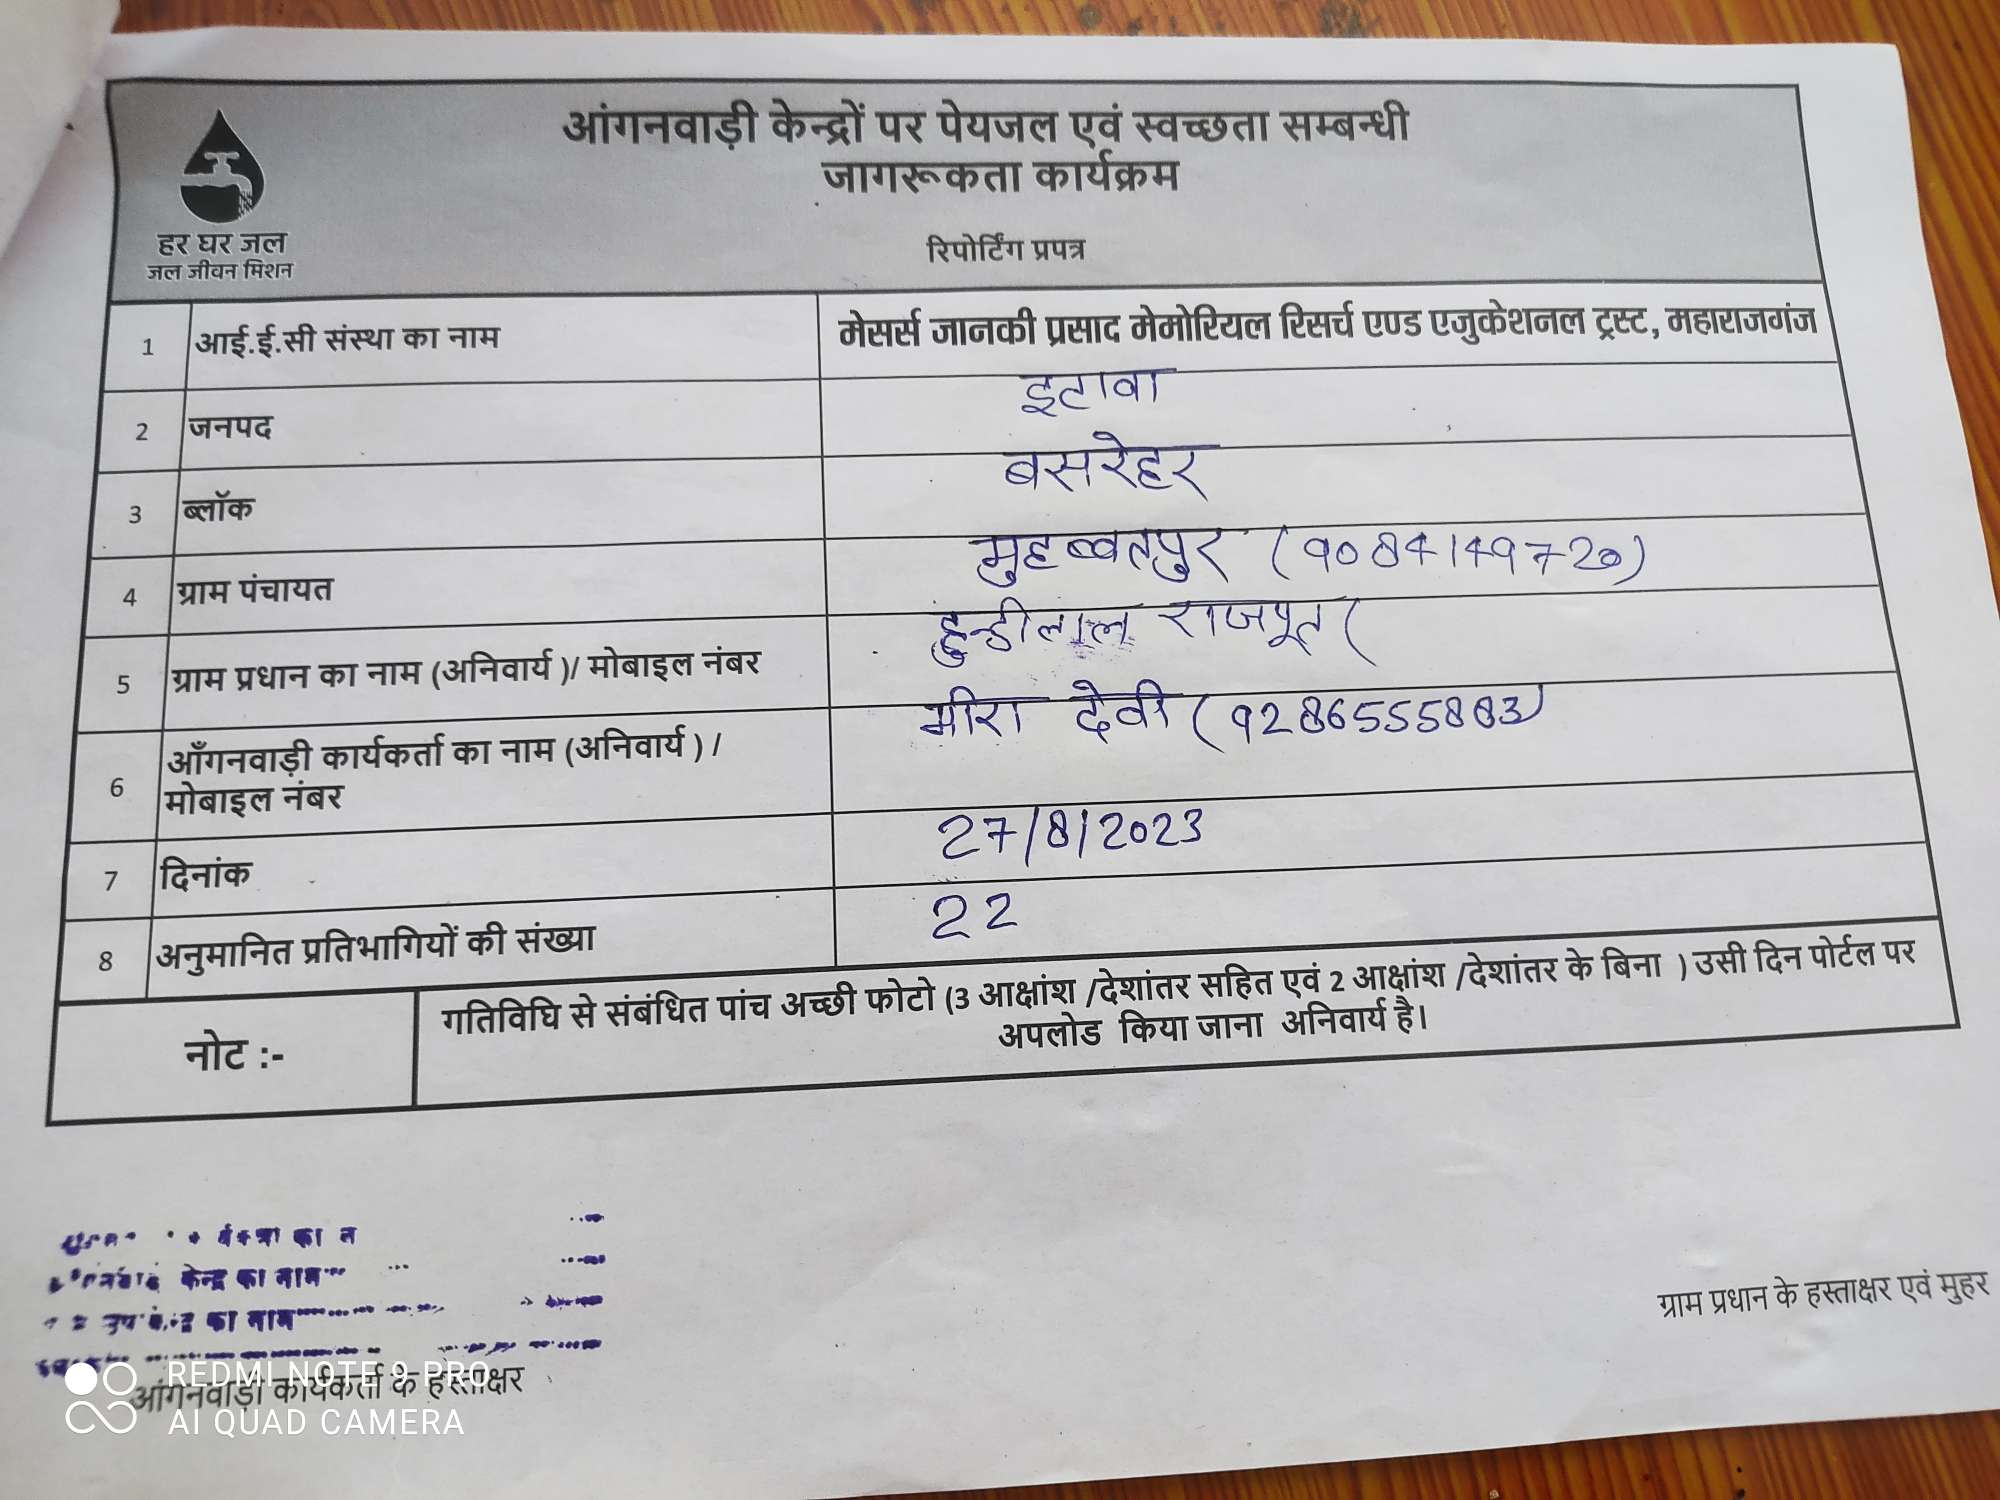 आंगनवाड़ी केन्द्रों पर पेयजल एवं स्वच्छता सम्बन्धी
जागरूकता कार्यक्रम
हर घर जल
जल जीवन मिशन
रिपोर्टिंग प्रपत्र
1 आई.ई.सी संस्था का नाम मेसर्स जानकी प्रसाद मेमोरियल रिसर्च एण्ड एजुकेशनल ट्रस्ट, महाराजगंज
2 जनपद इटावा
3 ब्लॉक बसरेहर
4 ग्राम पंचायत मुहब्बतपुर (9084149720)
5 ग्राम प्रधान का नाम (अनिवार्य )/ मोबाइल नंबर हुन्डीलाल राजपूत (
6 आँगनवाड़ी कार्यकर्ता का नाम (अनिवार्य ) / मीरा देवी (9286555883)
मोबाइल नंबर
7 दिनांक 27/8/2023
8 अनुमानित प्रतिभागियों की संख्या 22
नोट :- गतिविधि से संबंधित पांच अच्छी फोटो (3 आक्षांश /देशांतर सहित एवं 2 आक्षांश /देशांतर के बिना ) उसी दिन पोर्टल पर
अपलोड किया जाना अनिवार्य है।
का न
केन्द्र का नाम
का नाम
ग्राम प्रधान के हस्ताक्षर एवं मुहर
आंगनवाड़ी कार्यकर्ता के हस्ताक्षर
REDMI NOTE 9 PRO
AI QUAD CAMERA